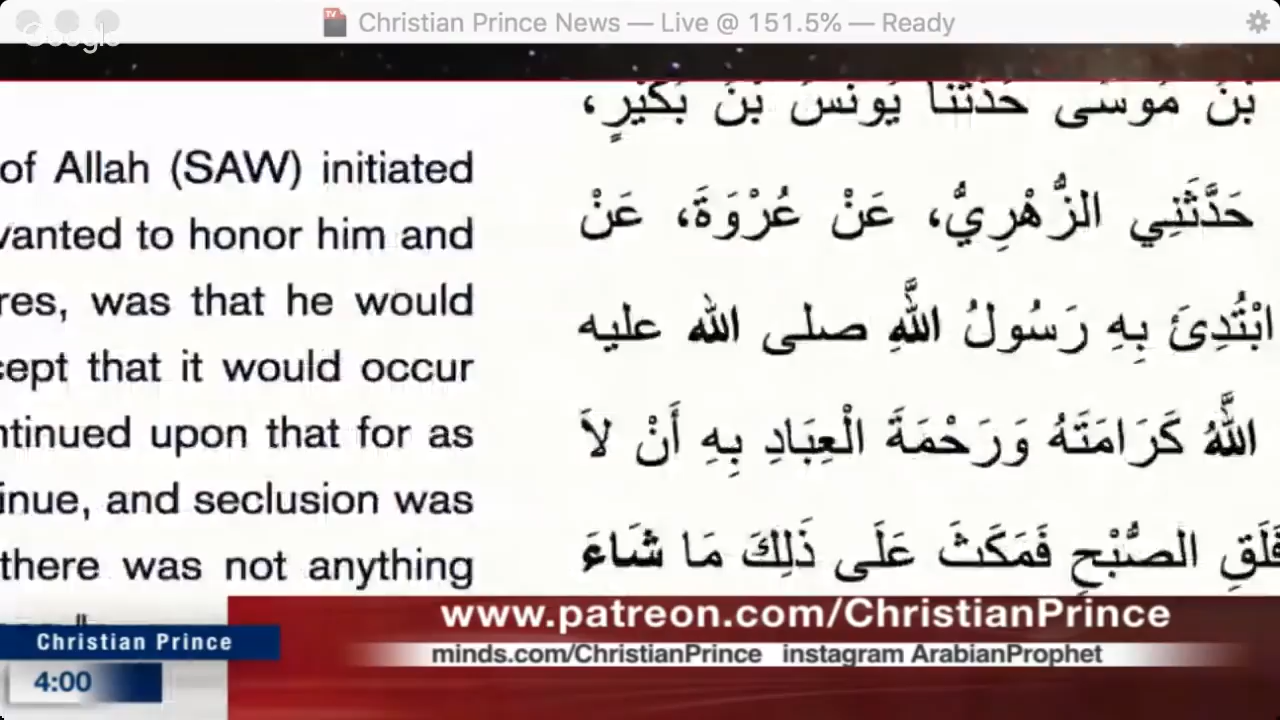 Christian Prince News — Live @ 151.5% — Ready
Google
of Allah (SAW) initiated
wanted to honor him and
res, was that he would
cept that it would occur
ntinued upon that for as
inue, and seclusion was
there was not anything
بْنُ مُوسَى حَدَّثَنَا يُونُسُ بْنُ بُكَيْرٍ،
حَدَّثَنِي الزُّهْرِيُّ، عَنْ عُرْوَةَ، عَنْ
ابْتُدِئَ بِهِ رَسُولُ اللَّهِ صلى الله عليه
اللَّهُ كَرَامَتَهُ وَرَحْمَةَ الْعِبَادِ بِهِ أَنْ لاَ
فَلَقِ الصُّبْحِ فَمَكَثَ عَلَى ذَلِكَ مَا شَاءَ
www.patreon.com/ChristianPrince
Christian Prince
minds.com/ChristianPrince instagram ArabianProphet
4:00